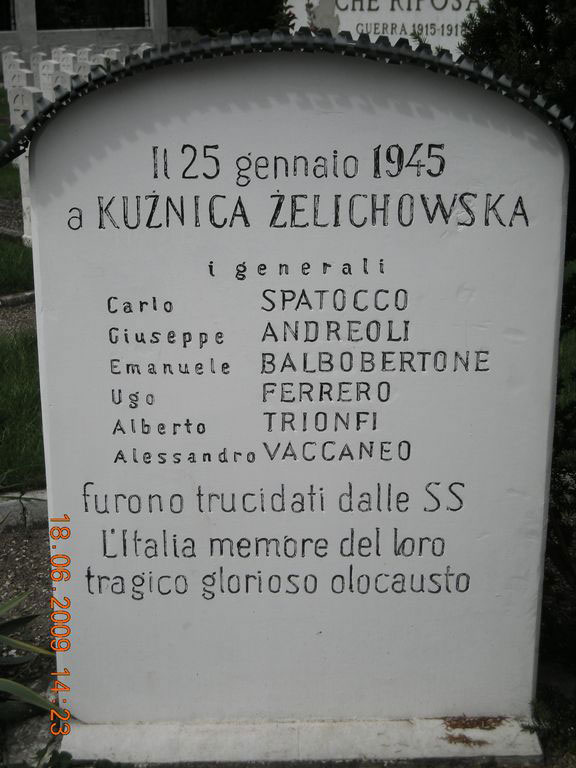 CHE RIPOSA
GUERRA 1915-1918
Il 25 gennaio 1945
a KUŹNICA ŻELICHOWSKA
i generali
Carlo SPATOCCO
Giuseppe ANDREOLI
Emanuele BALBOBERTONE
Ugo FERRERO
Alberto TRIONFI
Alessandro VACCANEO
furono trucidati dalle SS
L'Italia memore del loro
tragico glorioso olocausto
18.06.2009 14:23